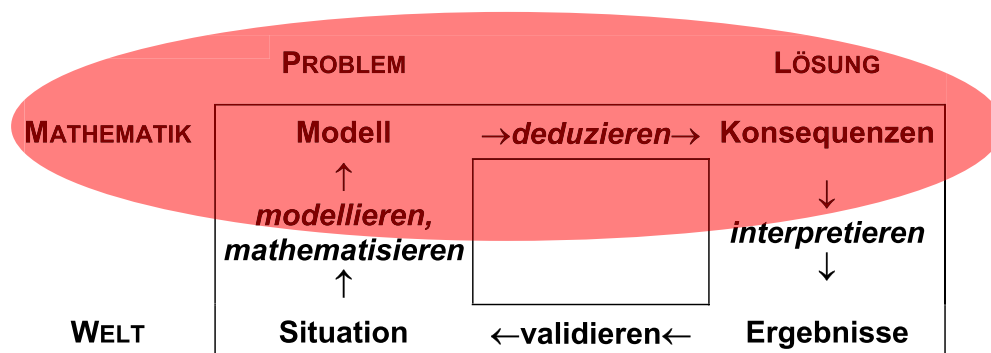 PROBLEM LÖSUNG
MATHEMATIK Modell →deduzieren→ Konsequenzen
↑ ↓
modellieren,
mathematisieren interpretieren
↑ ↓
WELT Situation ←validieren← Ergebnisse